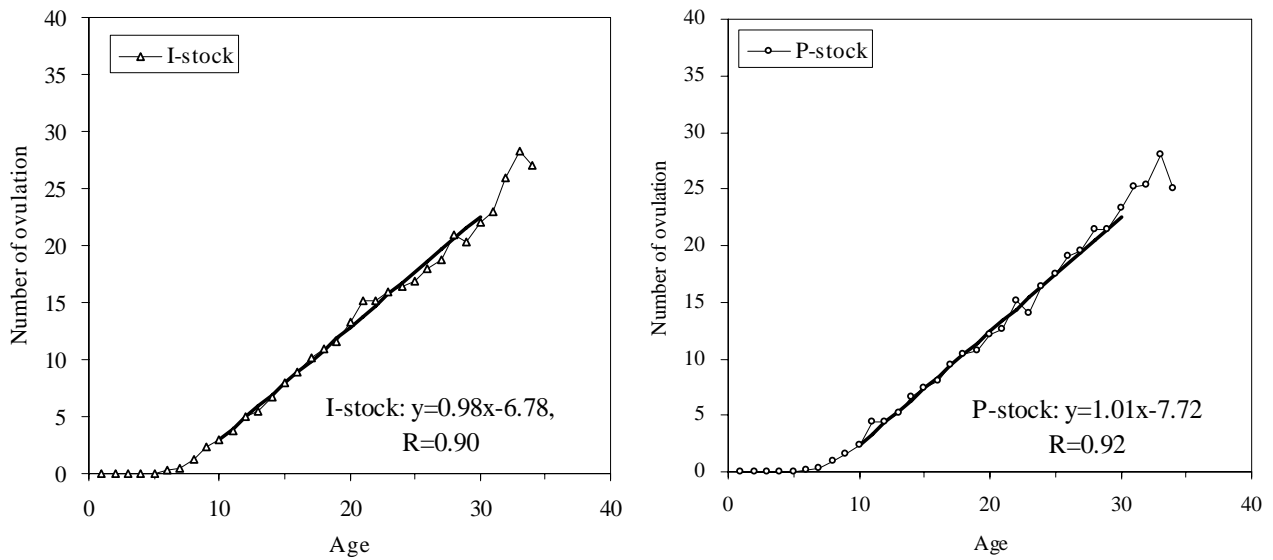 40
35
30
25
20
15
10
5
0
Number of ovulation
I-stock
I-stock: y=0.98x-6.78,
R=0.90
0 10 20 30 40
Age
40
35
30
25
20
15
10
5
0
Number of ovulation
P-stock
P-stock: y=1.01x-7.72
R=0.92
0 10 20 30 40
Age